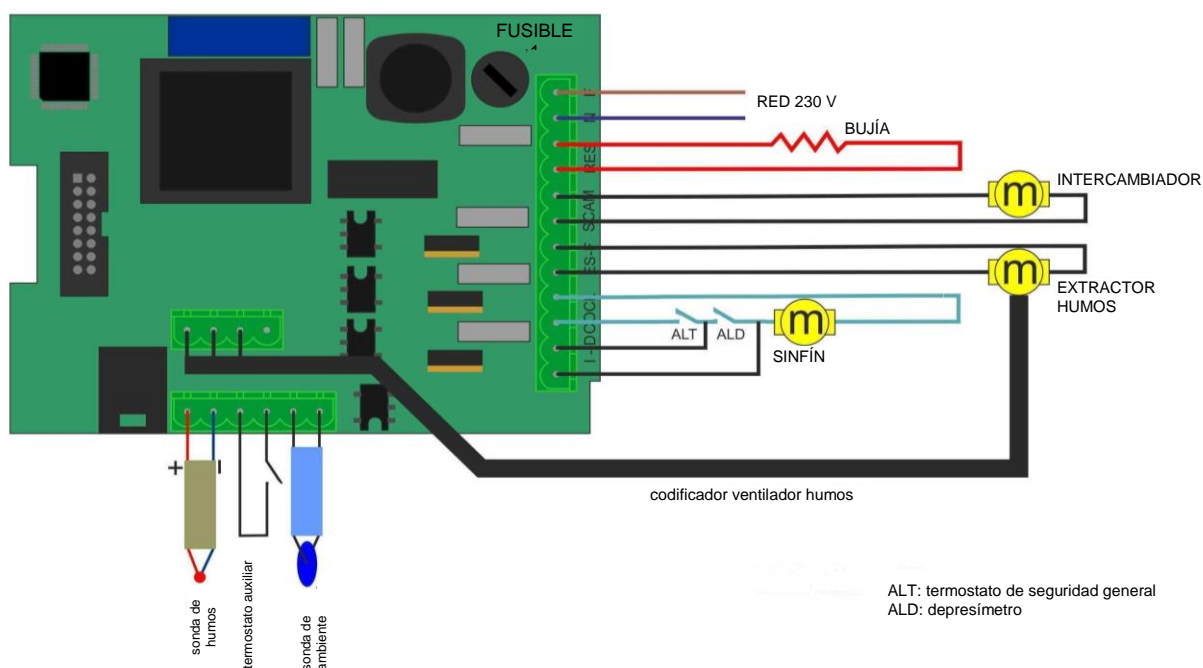 FUSIBLE
F
RED 230 V
N
BUJÍA
RES
INTERCAMBIADOR
SCAM
ES-F
EXTRACTOR
HUMOS
ALT
ALD
SINFÍN
+
codificador ventilador humos
sonda de
humos
termostato auxiliar
sonda de
ambiente
ALT: termostato de seguridad general
ALD: depresímetro
m
m
m